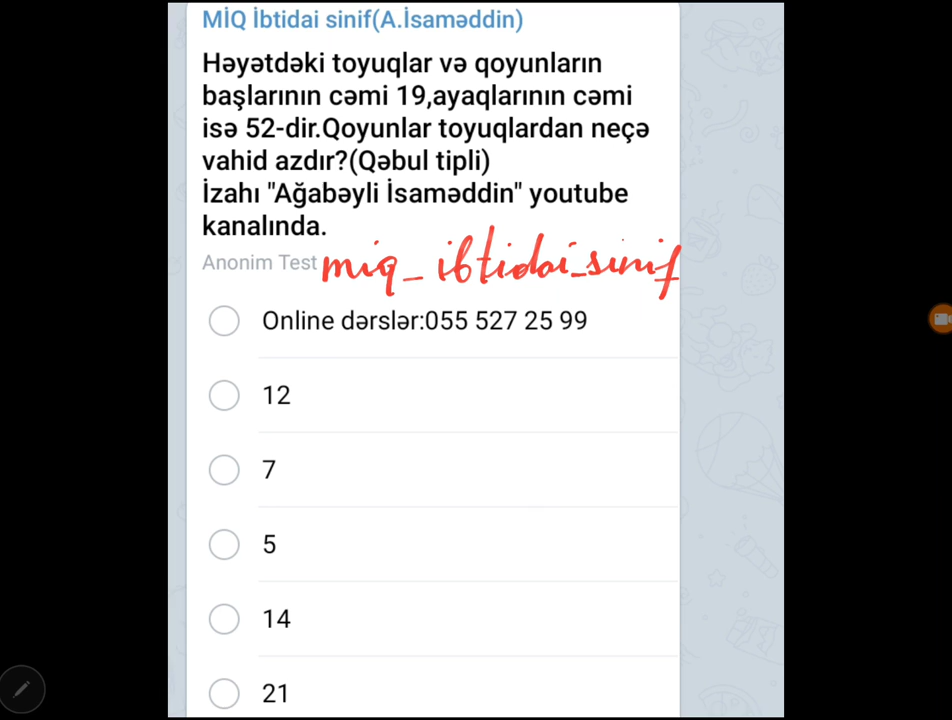 MİQ İbtidai sinif(A.İsaməddin)
Həyətdəki toyuqlar və qoyunların
başlarının cəmi 19,ayaqlarının cəmi
isə 52-dir.Qoyunlar toyuqlardan neçə
vahid azdır?(Qəbul tipli)
İzahı "Ağabəyli İsaməddin" youtube
kanalında.
Anonim Test miq_ibtidai_sinif
Online dərslər:055 527 25 99
12
7
5
14
21